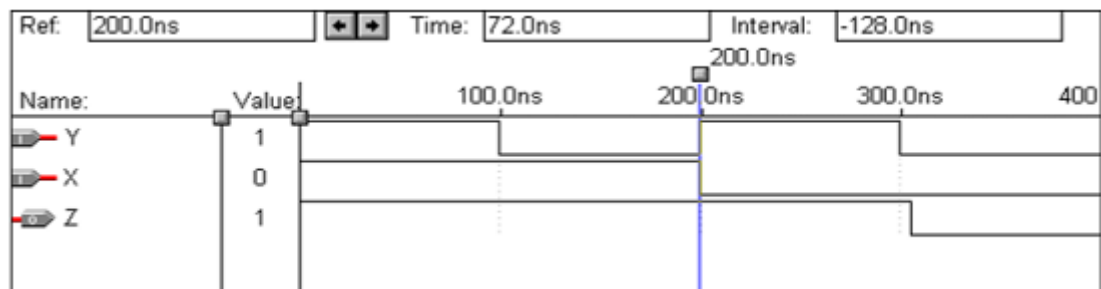 Ref: 200.0ns Time: 72.0ns Interval: -128.0ns
200.0ns
Name: Value: 100.0ns 200.0ns 300.0ns 400
Y 1
X 0
Z 1